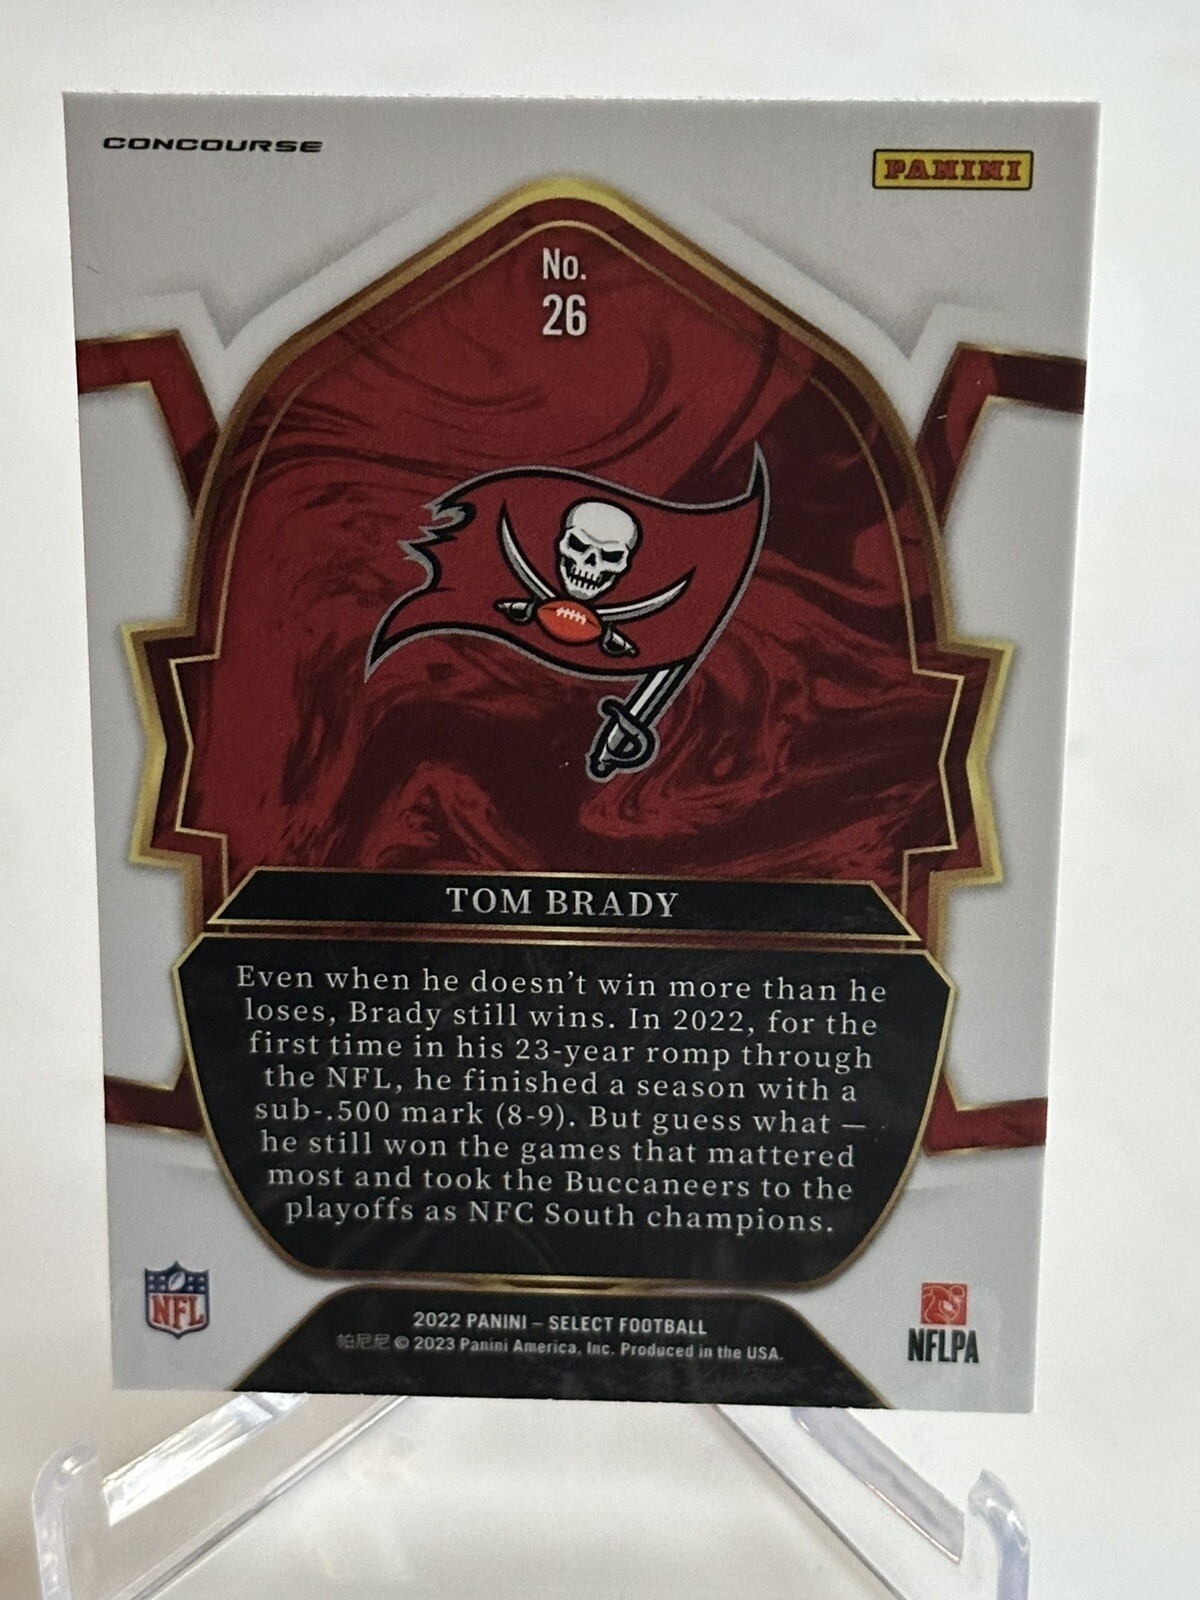 CONCOURSE
PANINI
No.
26
TOM BRADY
Even when he doesn't win more than he
loses, Brady still wins. In 2022, for the
first time in his 23-year romp through
the NFL, he finished a season with a
sub-.500 mark (8-9). But guess what —
he still won the games that mattered
most and took the Buccaneers to the
playoffs as NFC South champions.
NFL
2022 PANINI – SELECT FOOTBALL
帕尼尼 © 2023 Panini America, Inc. Produced in the USA.
NFLPA